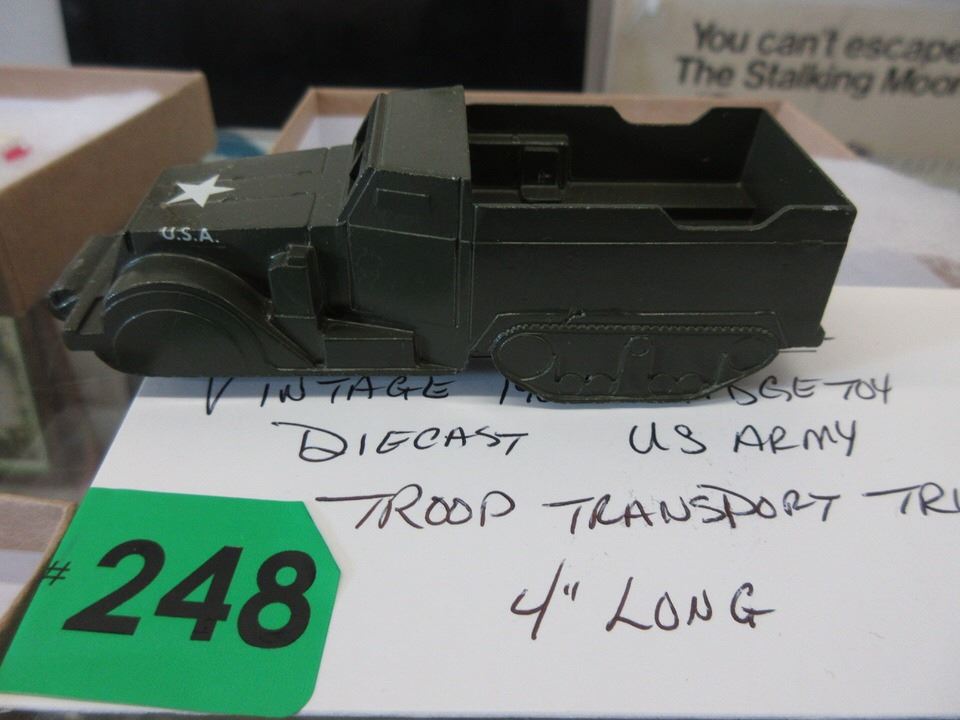 You can't escape
The Stalking Moon
U.S.A.
VINTAGE
DIECAST US ARMY
TROOP TRANSPORT
4" LONG
#248